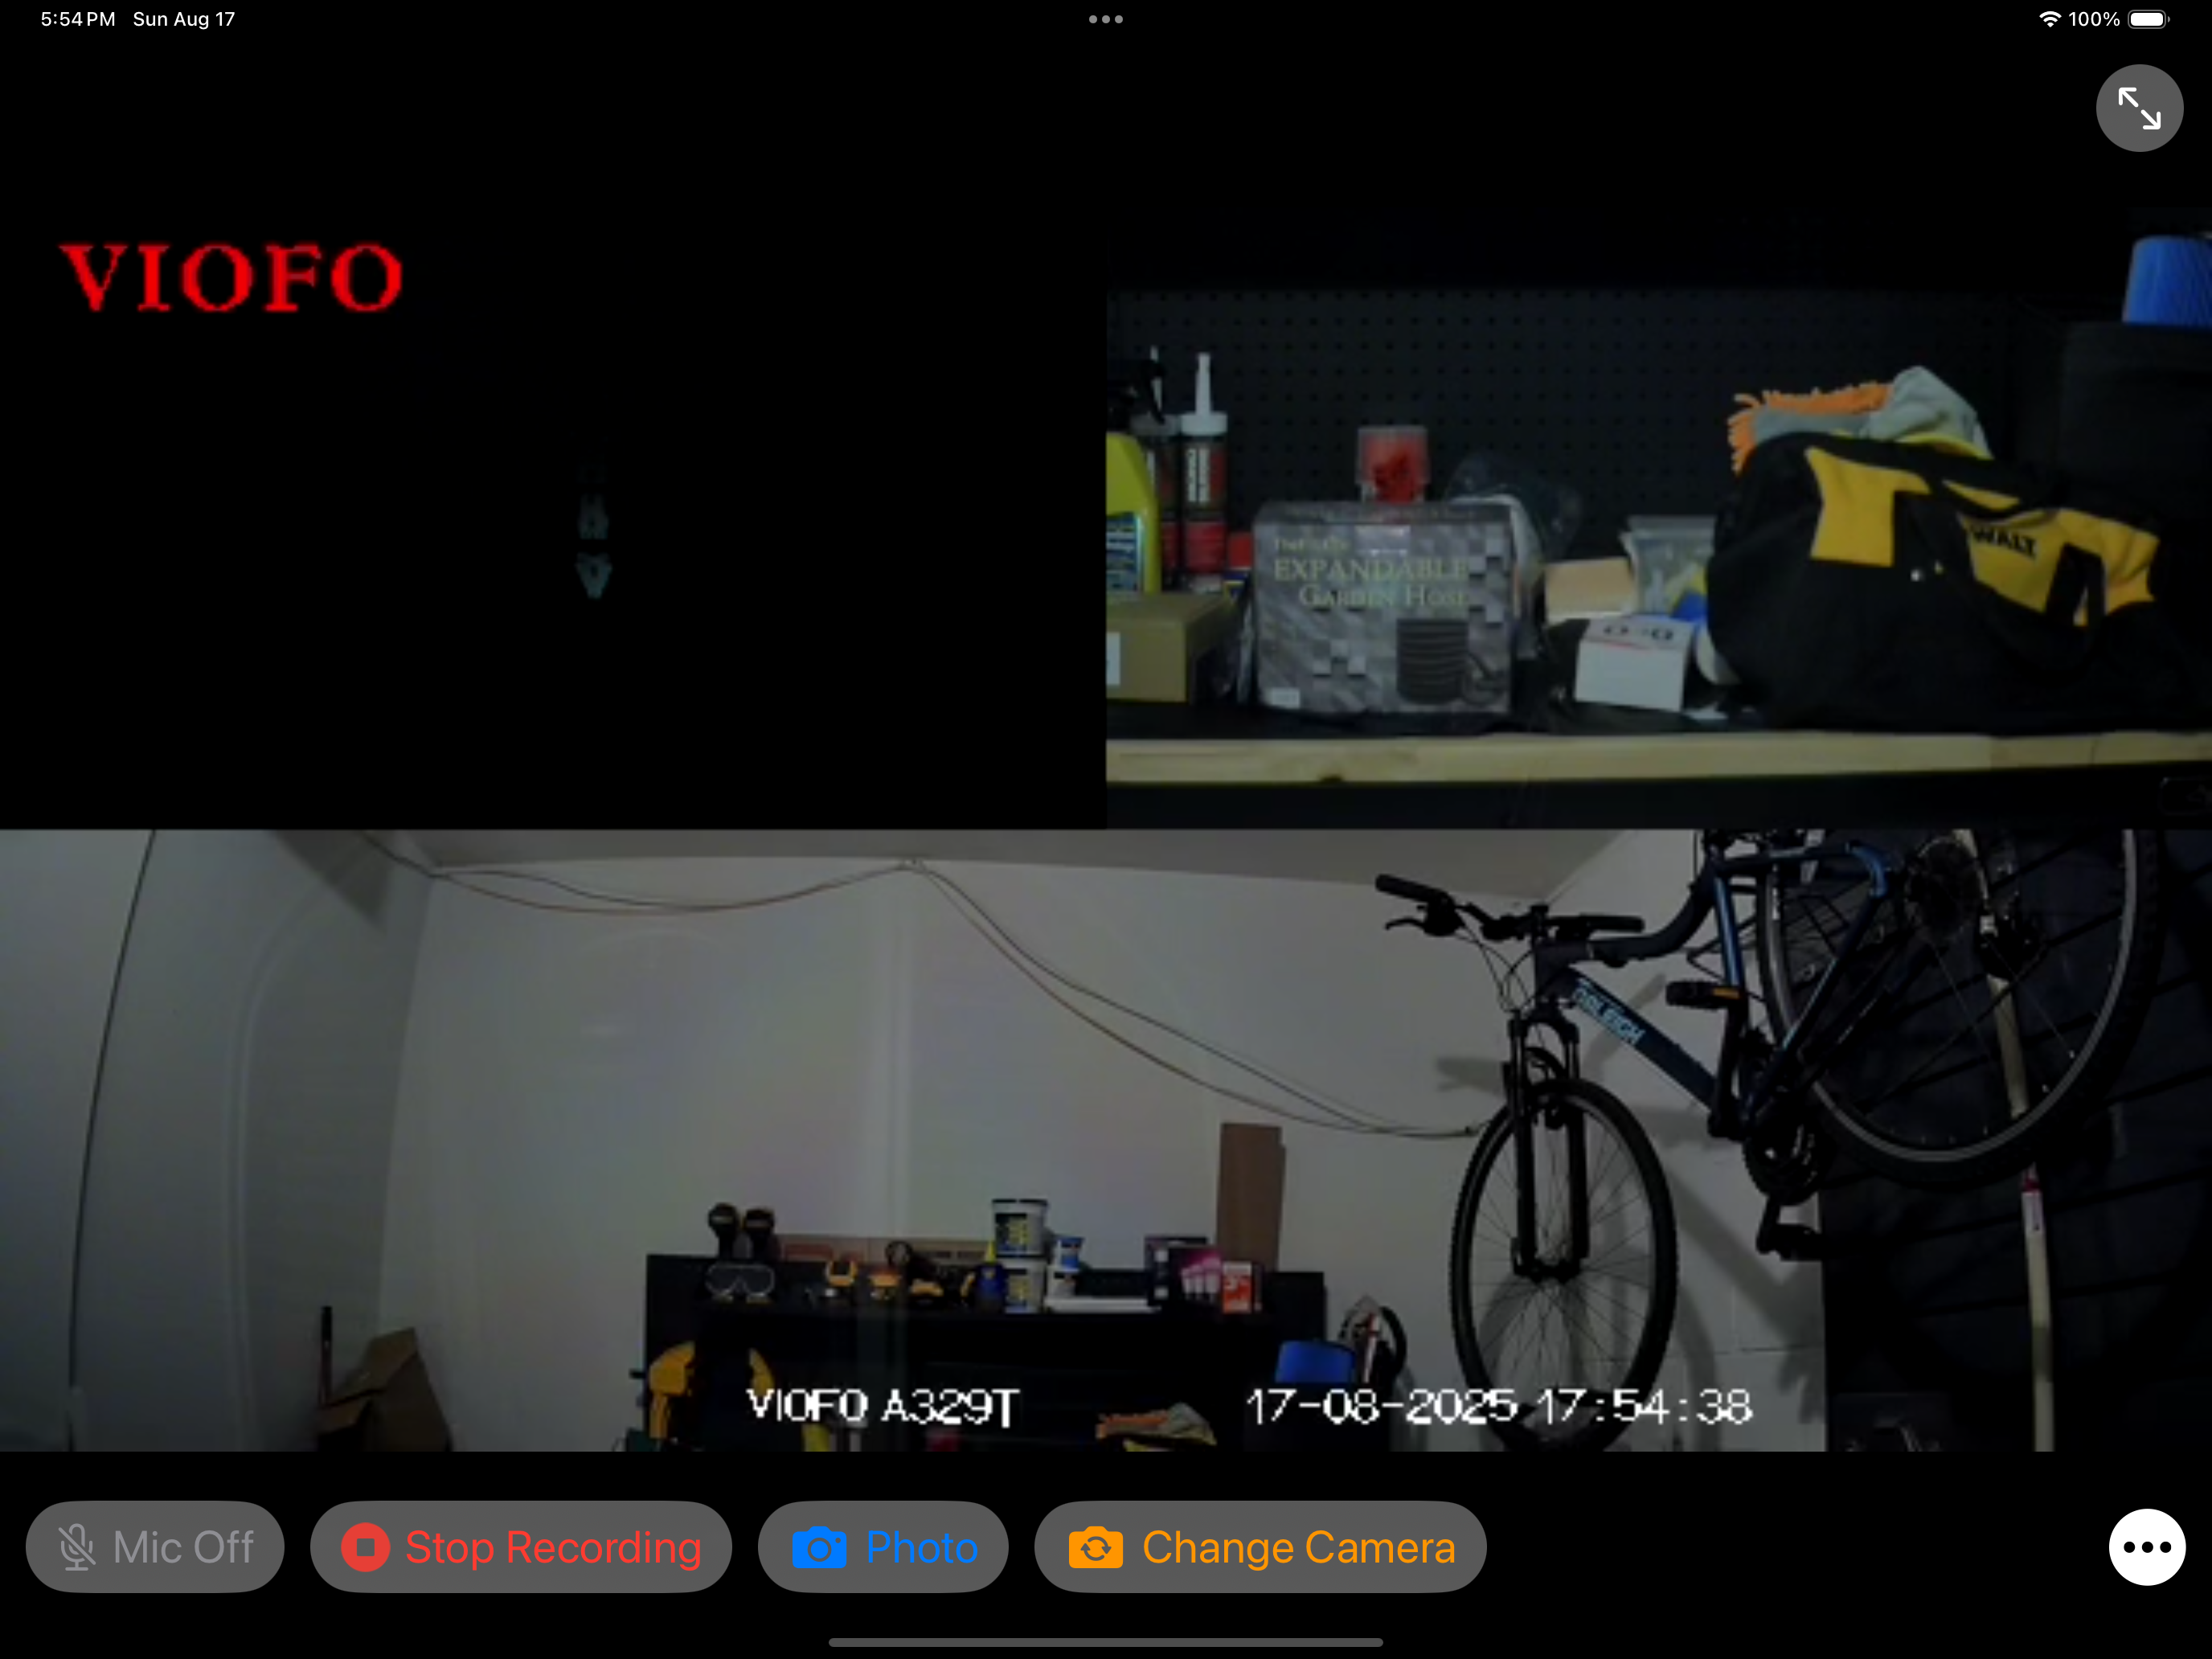 5:54 PM Sun Aug 17
100%
VIOFO
EXPANDABLE
GARDEN HOSE
RALEIGH
VIOFO A329T 17-08-2025 17:54:38
Mic Off
Stop Recording
Photo
Change Camera